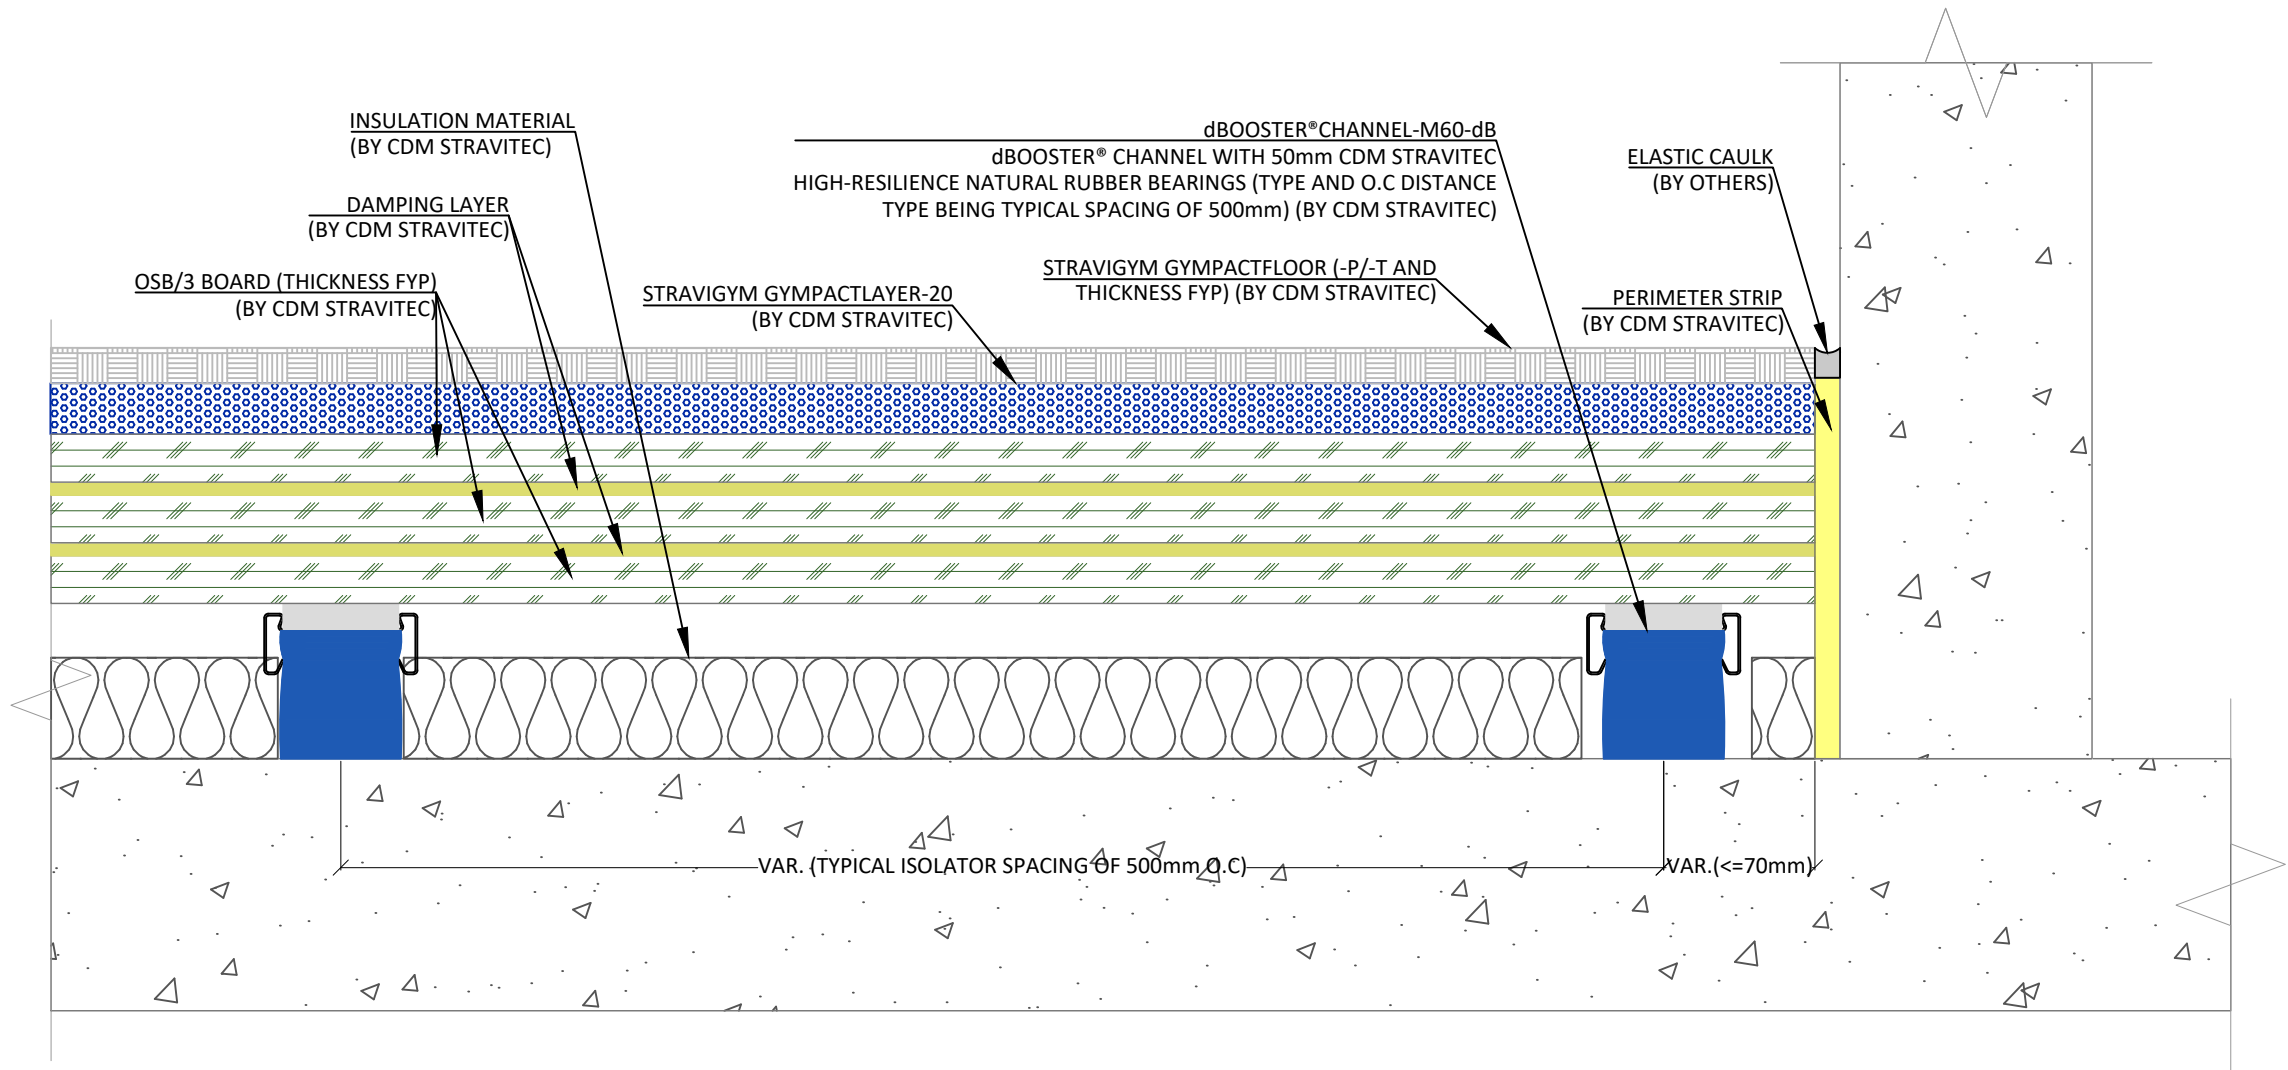 INSULATION MATERIAL
(BY CDM STRAVITEC)
DAMPING LAYER
(BY CDM STRAVITEC)
OSB/3 BOARD (THICKNESS FYP)
(BY CDM STRAVITEC)
STRAVIGYM GYMPACTLAYER-20
(BY CDM STRAVITEC)
dBOOSTER®CHANNEL-M60-dB
dBOOSTER® CHANNEL WITH 50mm CDM STRAVITEC
HIGH-RESILIENCE NATURAL RUBBER BEARINGS (TYPE AND O.C DISTANCE
TYPE BEING TYPICAL SPACING OF 500mm) (BY CDM STRAVITEC)
STRAVIGYM GYMPACTFLOOR (-P/-T AND
THICKNESS FYP) (BY CDM STRAVITEC)
ELASTIC CAULK
(BY OTHERS)
PERIMETER STRIP
(BY CDM STRAVITEC)
VAR. (TYPICAL ISOLATOR SPACING OF 500mm O.C)
VAR.(<=70mm)